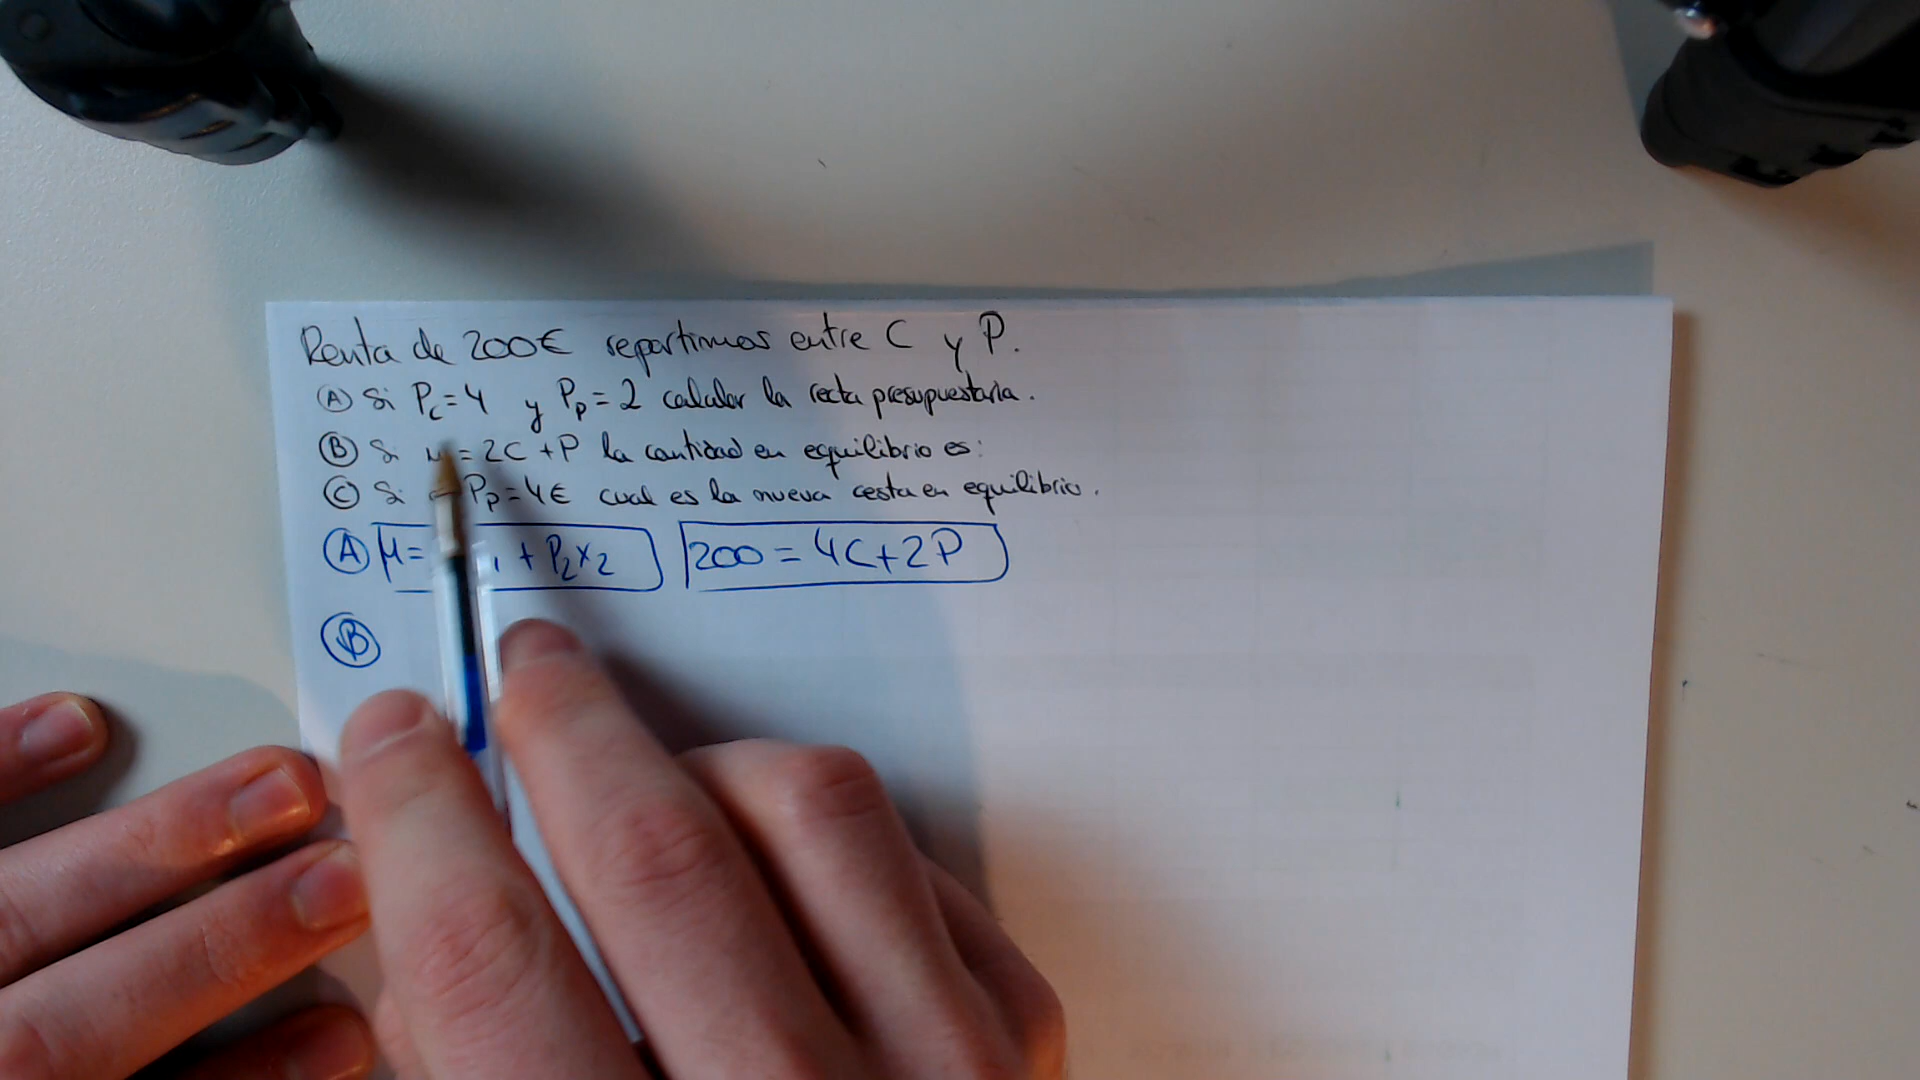 Renta de 200€ repartimos entre C y P.
Ⓐ Si Pc=4 y Pp=2 calcular la recta presupuestaria.
Ⓑ Si = 2C+P la cantidad en equilibrio es:
Ⓒ Si Pp=4€ cual es la nueva cesta en equilibrio.
Ⓐ M= + P2x2 200 = 4C+2P
Ⓑ